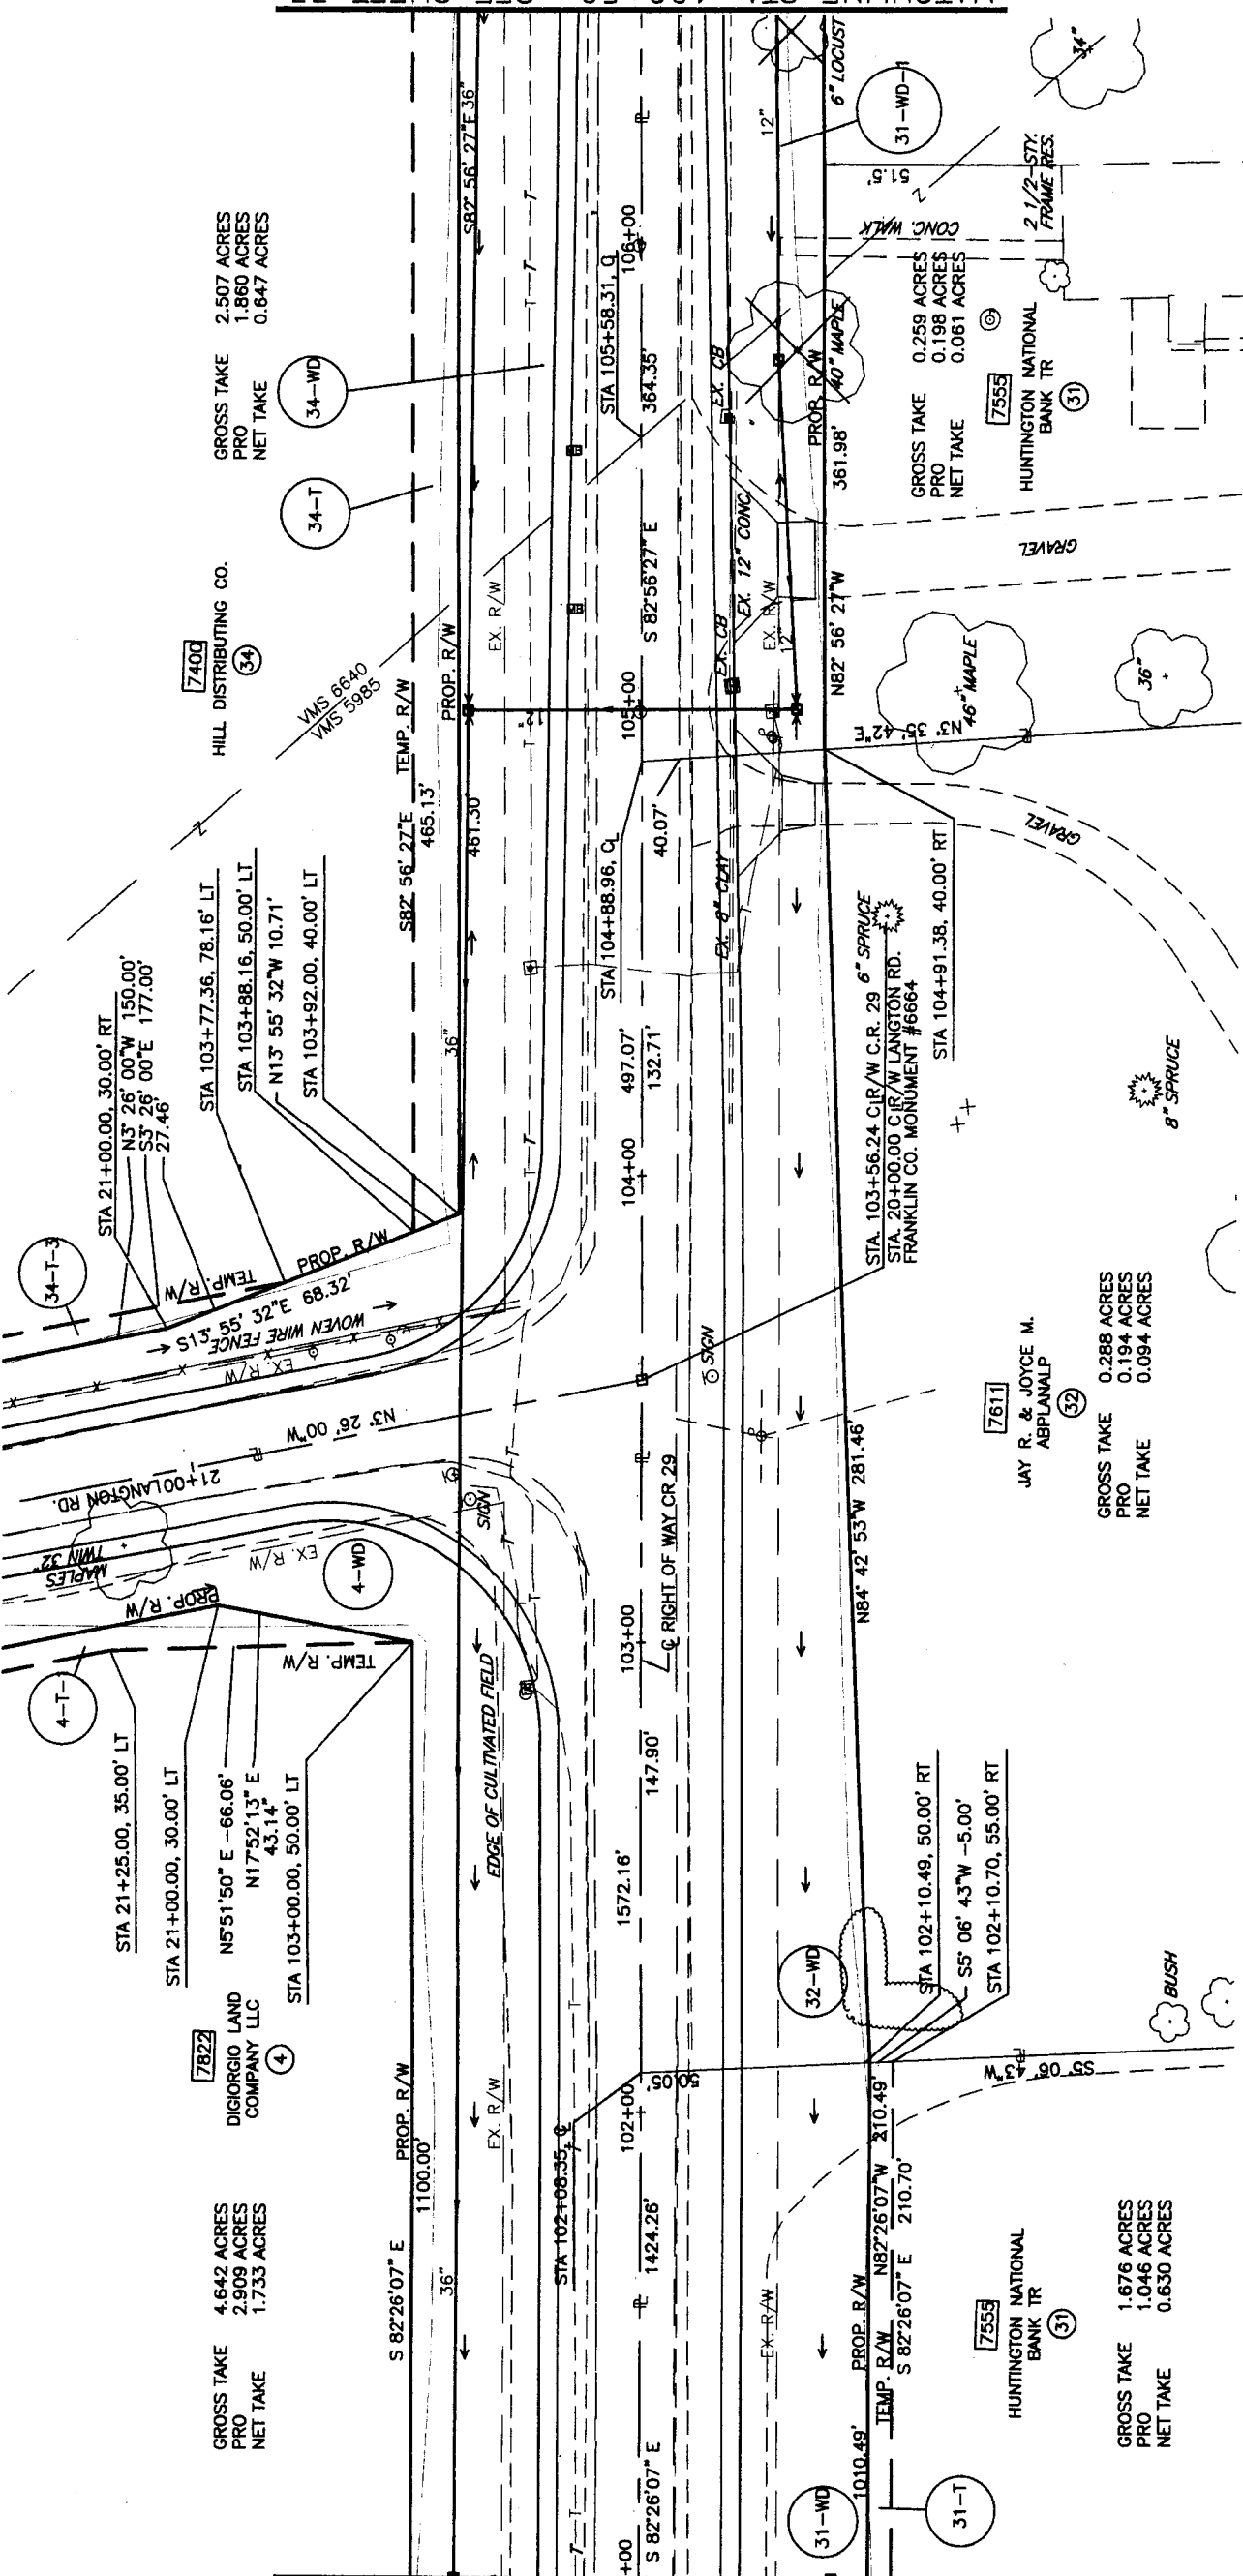 GROSS TAKE 4.642 ACRES
PRO 2.909 ACRES
NET TAKE 1.733 ACRES
7822
DIGIORGIO LAND
COMPANY LLC
4
STA 21+25.00, 35.00' LT
STA 21+00.00, 30.00' LT
N5°51'50" E -66.06'
N17°52'13" E
43.14"
STA 103+00.00, 50.00' LT
4-T-
4-WD
PROP. R/W
TEMP. R/W
MAPLES
TWIN 32"
EX. R/W
21+00
LANGTON RD.
N3° 26' 00"W
EX. R/W
WOVEN WIRE FENCE
S13° 55' 32"E 68.32'
TEMP. R/W
PROP. R/W
34-T-3
STA 21+00.00, 30.00' RT
N3° 26' 00"W 150.00'
S3° 26' 00"E 177.00'
27.46'
STA 103+77.36, 78.16' LT
STA 103+88.16, 50.00' LT
N13° 55' 32"W 10.71'
STA 103+92.00, 40.00' LT
VMS 6640
VMS 5985
7400
HILL DISTRIBUTING CO.
34
34-T
34-WD
GROSS TAKE 2.507 ACRES
PRO 1.860 ACRES
NET TAKE 0.647 ACRES
S 82°26'07" E
PROP. R/W
1100.00'
36"
EX. R/W
EDGE OF CULTIVATED FIELD
SIGN
S82° 56' 27"E TEMP. R/W
465.13'
461.30'
36"
PROP. R/W
EX. R/W
12"
S82° 56' 27"E 36"
+00
S 82°26'07" E
1424.26'
STA 102+08.35, ℄
102+00
50.05'
1572.16'
147.90'
103+00
℄ RIGHT OF WAY CR 29
SIGN
104+00
497.07'
132.71'
STA 104+88.96, ℄
40.07'
105+00
S 82°56'27" E
STA 105+58.31, ℄
364.35'
106+00
EX. 8" CLAY
EX. CB
EX. 12" CONC.
EX. R/W
12"
EX. CB
12"
EX. R/W
31-WD
1010.49'
PROP. R/W
N82°26'07"W
210.49'
TEMP. R/W
S 82°26'07" E 210.70'
31-T
32-WD
STA 102+10.49, 50.00' RT
S5° 06' 43"W -5.00'
STA 102+10.70, 55.00' RT
S5° 06' 43"W
BUSH
N84° 42' 53"W 281.46'
STA. 103+56.24 C R/W C.R. 29
STA. 20+00.00 C R/W LANGTON RD.
FRANKLIN CO. MONUMENT #6664
6" SPRUCE
STA 104+91.38, 40.00' RT
8" SPRUCE
GRAVEL
N3° 35' 42"E
46" MAPLE
36"
N82° 56' 27"W
361.98'
PROP. R/W
40" MAPLE
GRAVEL
CONC. WALK
51.5'
31-WD-1
6" LOCUST
34"
2 1/2-STY.
FRAME RES.
7555
HUNTINGTON NATIONAL
BANK TR
31
GROSS TAKE 1.676 ACRES
PRO 1.046 ACRES
NET TAKE 0.630 ACRES
7611
JAY R. & JOYCE M.
ABPLANALP
32
GROSS TAKE 0.288 ACRES
PRO 0.194 ACRES
NET TAKE 0.094 ACRES
GROSS TAKE 0.259 ACRES
PRO 0.198 ACRES
NET TAKE 0.061 ACRES
7555
HUNTINGTON NATIONAL
BANK TR
31